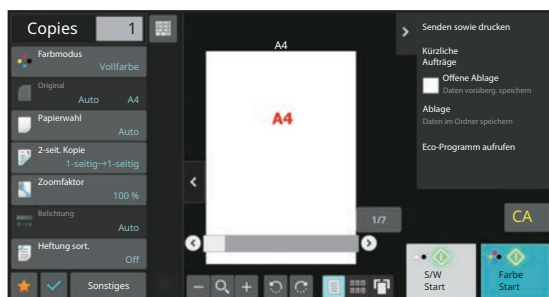 Copies 1
Farbmodus
Vollfarbe
Original
Auto A4
Papierwahl
Auto
2-seit. Kopie
1-seitig→1-seitig
Zoomfaktor
100 %
Belichtung
Auto
Heftung sort.
Off
Sonstiges
A4
A4
1/7
Senden sowie drucken
Kürzliche
Aufträge
Offene Ablage
Daten vorüberg. speichern
Ablage
Daten im Ordner speichern
Eco-Programm aufrufen
CA
S/W
Start
Farbe
Start